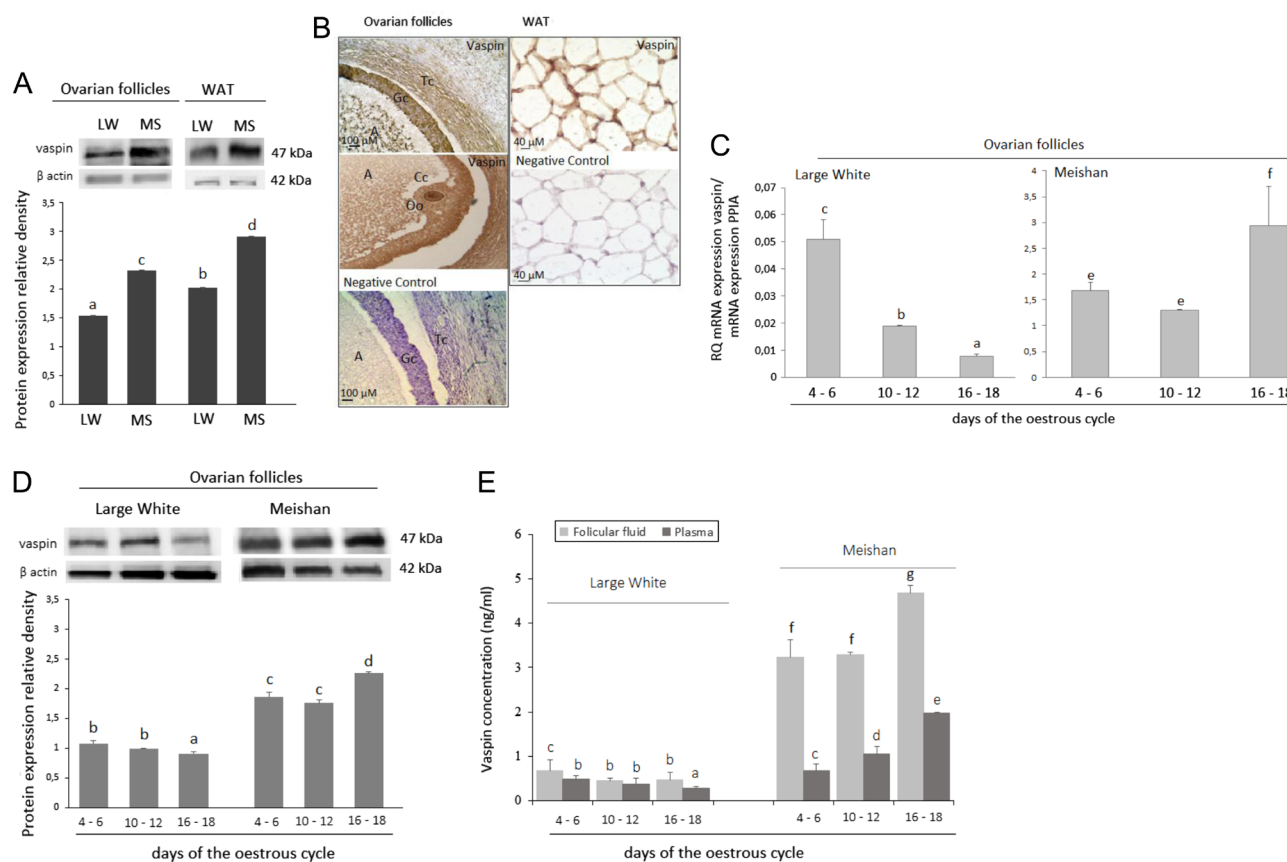 A
Ovarian follicles WAT
LW MS LW MS
vaspin 47 kDa
β actin 42 kDa
Protein expression relative density
3,5
3
2,5
2
1,5
1
0,5
0
a c b d
LW MS LW MS
B
Ovarian follicles WAT
Vaspin
Tc
Gc
A
100 µM
Vaspin
40 µM
Vaspin
A
Cc
Oo
Negative Control
40 µM
Negative Control
A
Gc
Tc
100 µM
C
Ovarian follicles
Large White Meishan
RQ mRNA expression vaspin/
mRNA expression PPIA
0,07
0,06
0,05
0,04
0,03
0,02
0,01
0
c b a
4 - 6 10 - 12 16 - 18
4
3,5
3
2,5
2
1,5
1
0,5
0
e e f
4 - 6 10 - 12 16 - 18
days of the oestrous cycle
D
Ovarian follicles
Large White Meishan
vaspin 47 kDa
β actin 42 kDa
Protein expression relative density
3,5
3
2,5
2
1,5
1
0,5
0
b b a c c d
4 - 6 10 - 12 16 - 18 4 - 6 10 - 12 16 - 18
days of the oestrous cycle
E
Folicular fluid Plasma
Large White Meishan
Vaspin concentration (ng/ml)
6
5
4
3
2
1
0
c b b b b a f c f d g e
4 - 6 10 - 12 16 - 18 4 - 6 10 - 12 16 - 18
days of the oestrous cycle